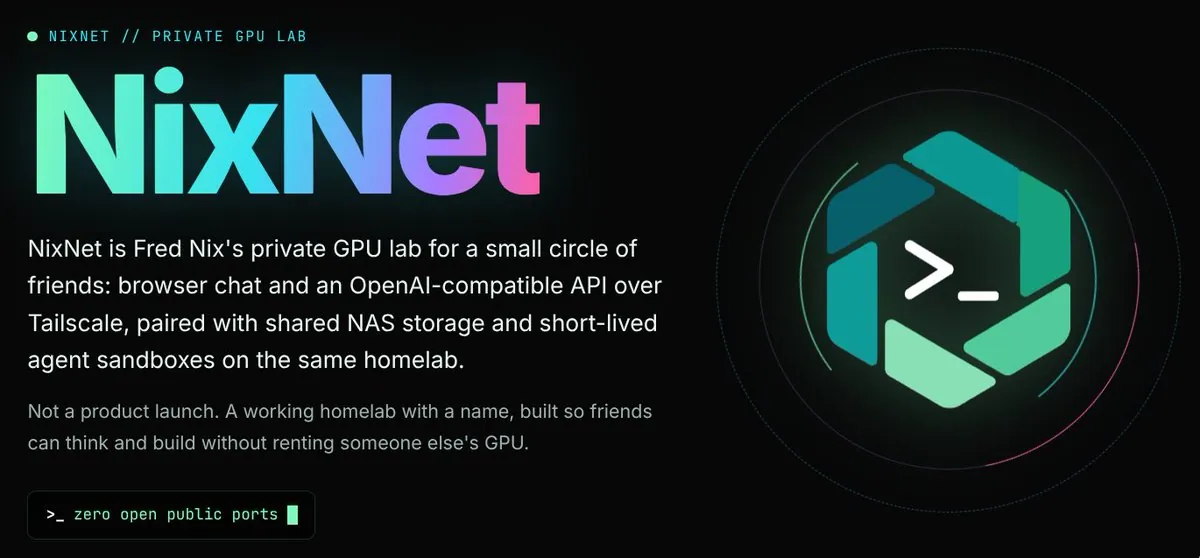 NIXNET // PRIVATE GPU LAB
NixNet
NixNet is Fred Nix's private GPU lab for a small circle of
friends: browser chat and an OpenAI-compatible API over
Tailscale, paired with shared NAS storage and short-lived
agent sandboxes on the same homelab.
Not a product launch. A working homelab with a name, built so friends
can think and build without renting someone else's GPU.
>_ zero open public ports
>_